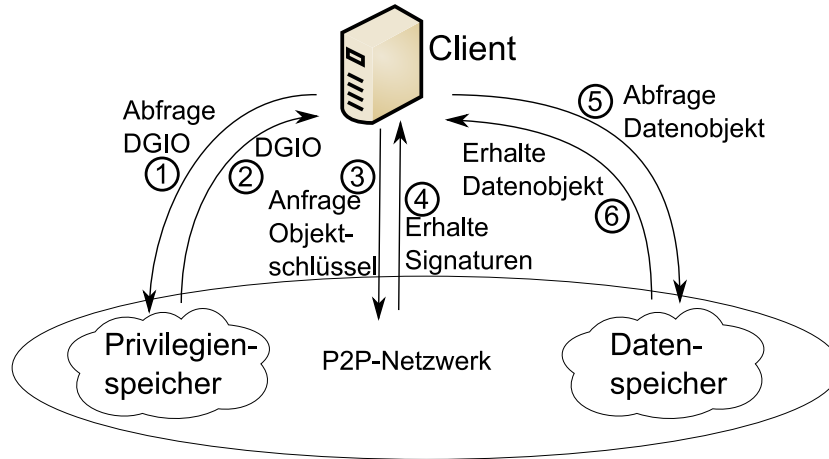 Client
Abfrage
DGIO
1
2
DGIO
3
Anfrage
Objekt-
schlüssel
4
Erhalte
Signaturen
5
Abfrage
Datenobjekt
Erhalte
Datenobjekt
6
Privilegien-
speicher
P2P-Netzwerk
Daten-
speicher